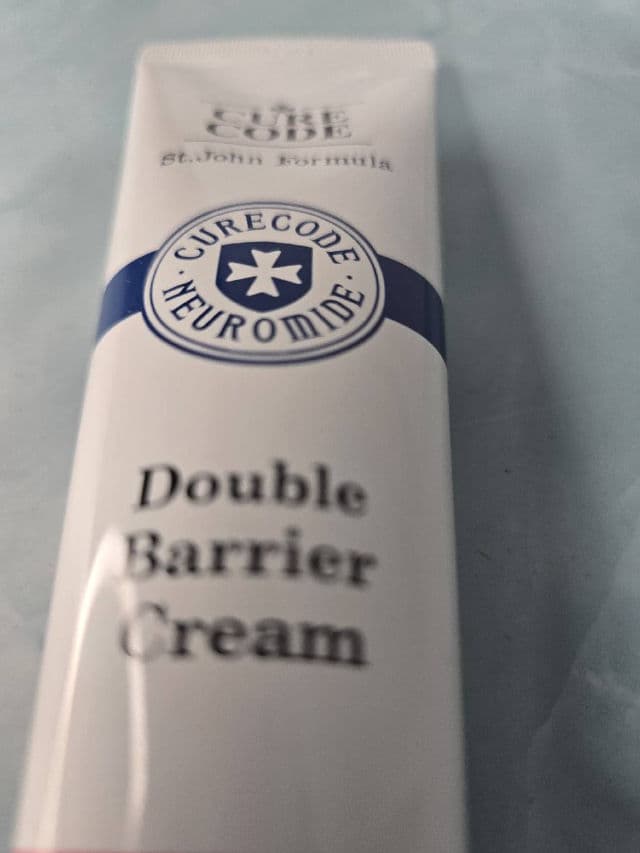 CURE
CODE
St.John Formula
CURECODE
NEUROMIDE
Double
Barrier
Cream